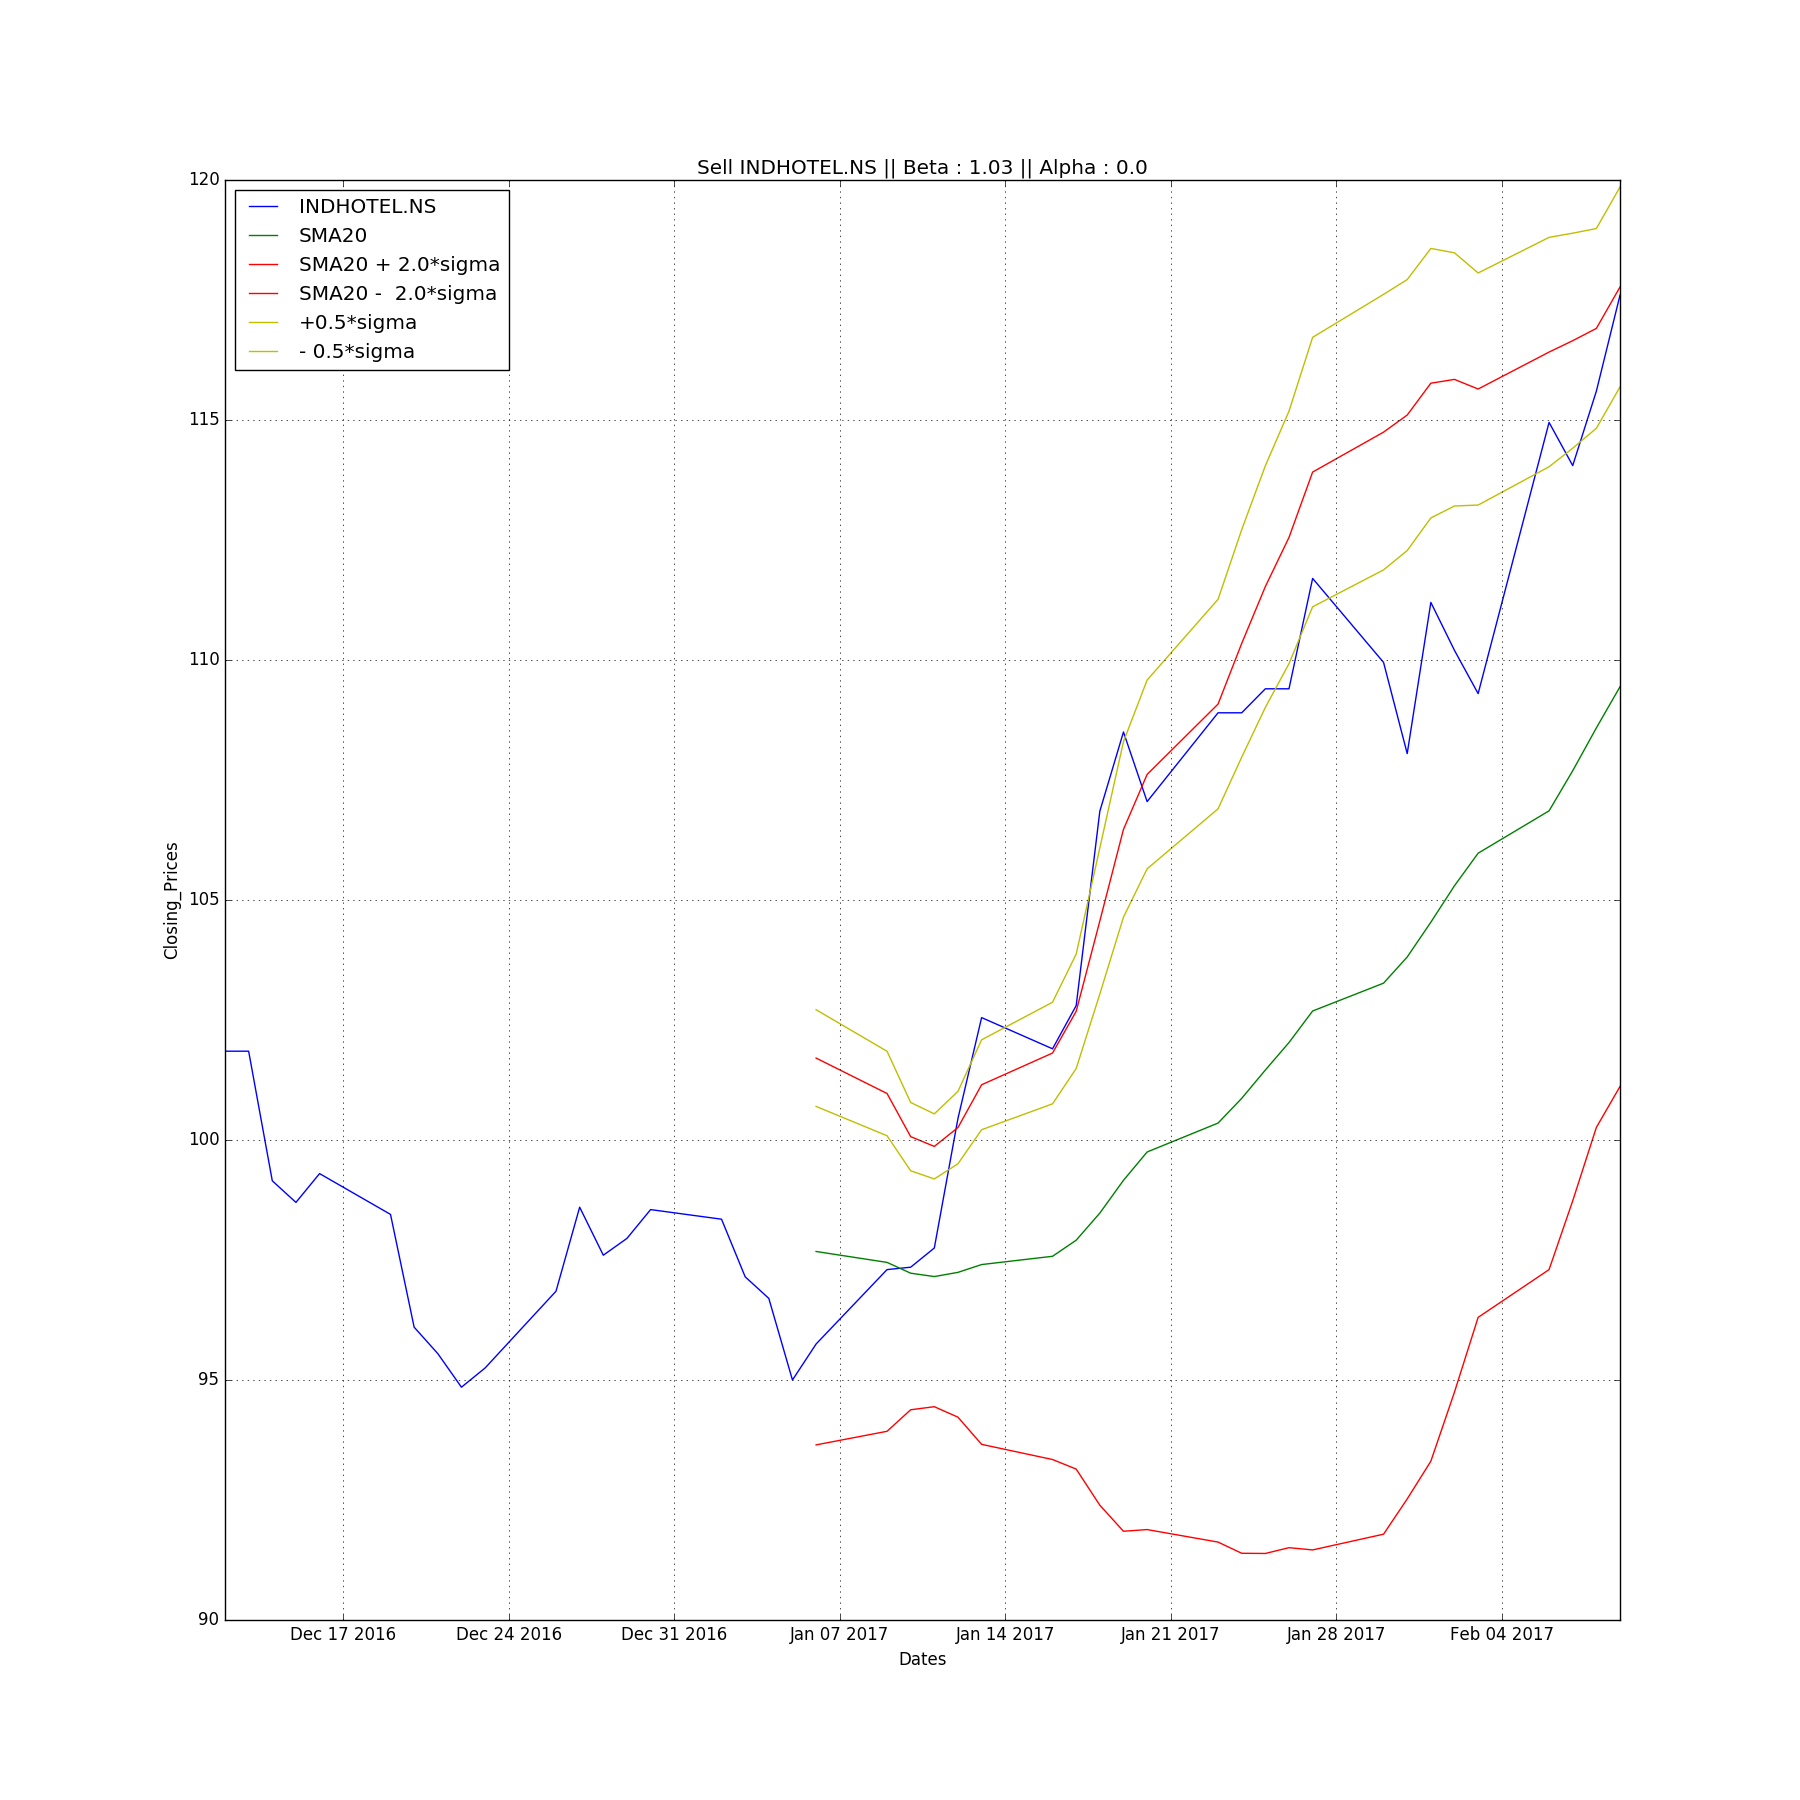 Sell INDHOTEL.NS || Beta : 1.03 || Alpha : 0.0
INDHOTEL.NS
SMA20
SMA20 + 2.0*sigma
SMA20 -  2.0*sigma
+0.5*sigma
- 0.5*sigma
120
115
110
105
100
95
90
Closing_Prices
Dec 17 2016
Dec 24 2016
Dec 31 2016
Jan 07 2017
Jan 14 2017
Jan 21 2017
Jan 28 2017
Feb 04 2017
Dates